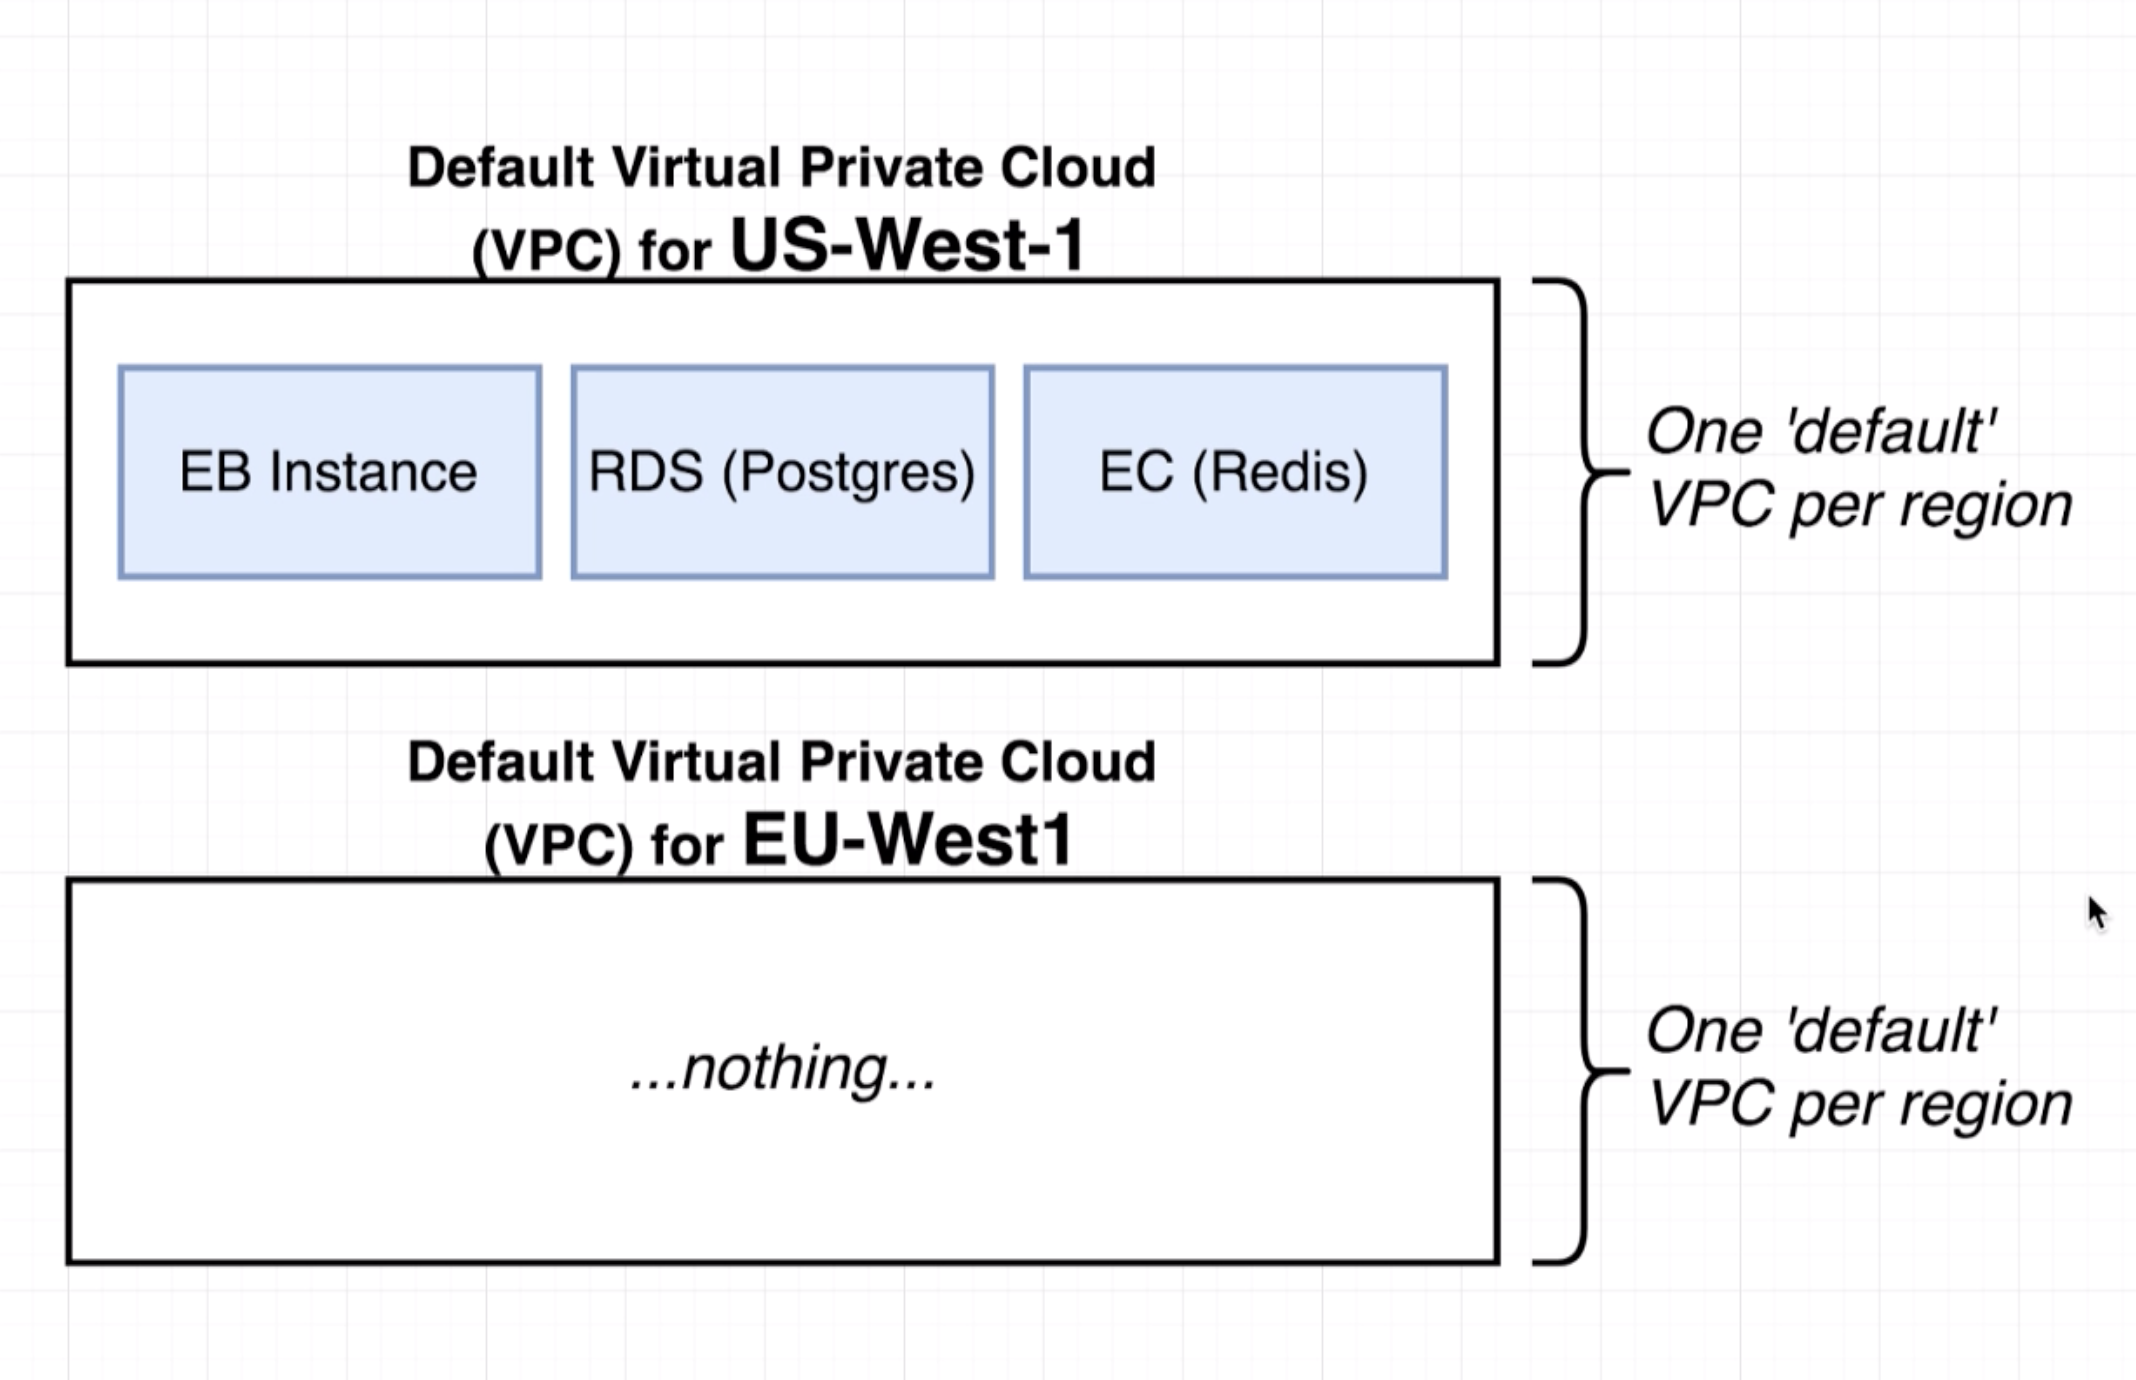 Default Virtual Private Cloud
(VPC) for US-West-1
EB Instance
RDS (Postgres)
EC (Redis)
One 'default'
VPC per region
Default Virtual Private Cloud
(VPC) for EU-West1
...nothing...
One 'default'
VPC per region